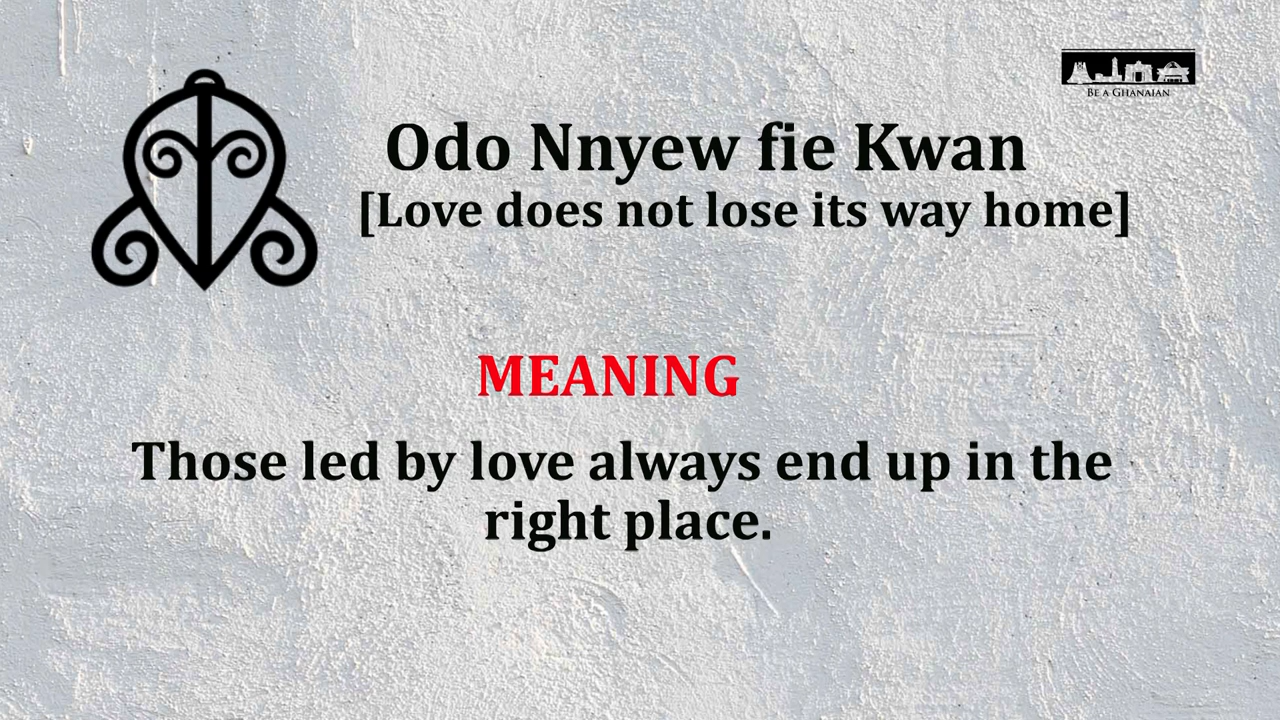 BE A GHANAIAN
Odo Nnyew fie Kwan
[Love does not lose its way home]
MEANING
Those led by love always end up in the
right place.